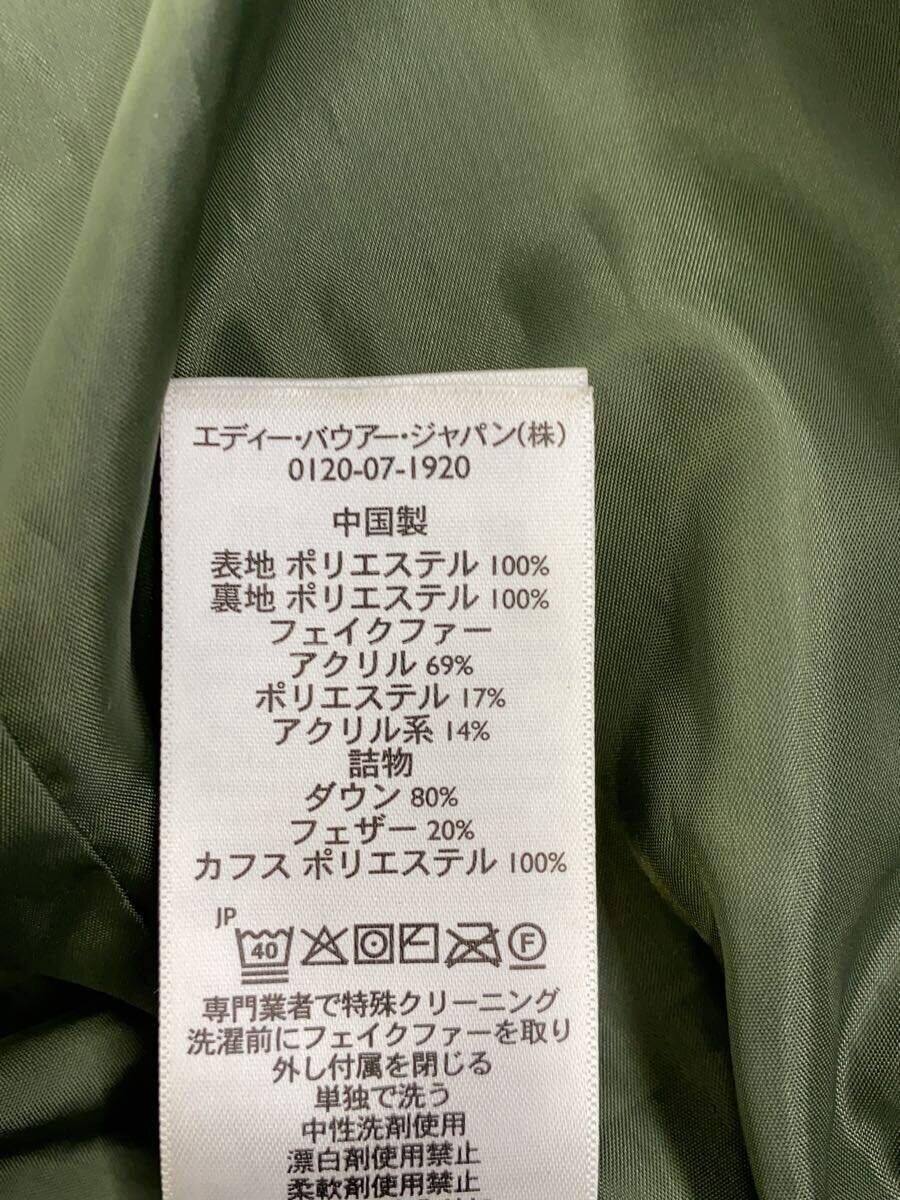 エディー・バウアー・ジャパン(株)
0120-07-1920
中国製
表地 ポリエステル 100%
裏地 ポリエステル 100%
フェイクファー
アクリル 69%
ポリエステル 17%
アクリル系 14%
詰物
ダウン 80%
フェザー 20%
カフス ポリエステル 100%
JP
40 F
専門業者で特殊クリーニング
洗濯前にフェイクファーを取り
外し付属を閉じる
単独で洗う
中性洗剤使用
漂白剤使用禁止
柔軟剤使用禁止